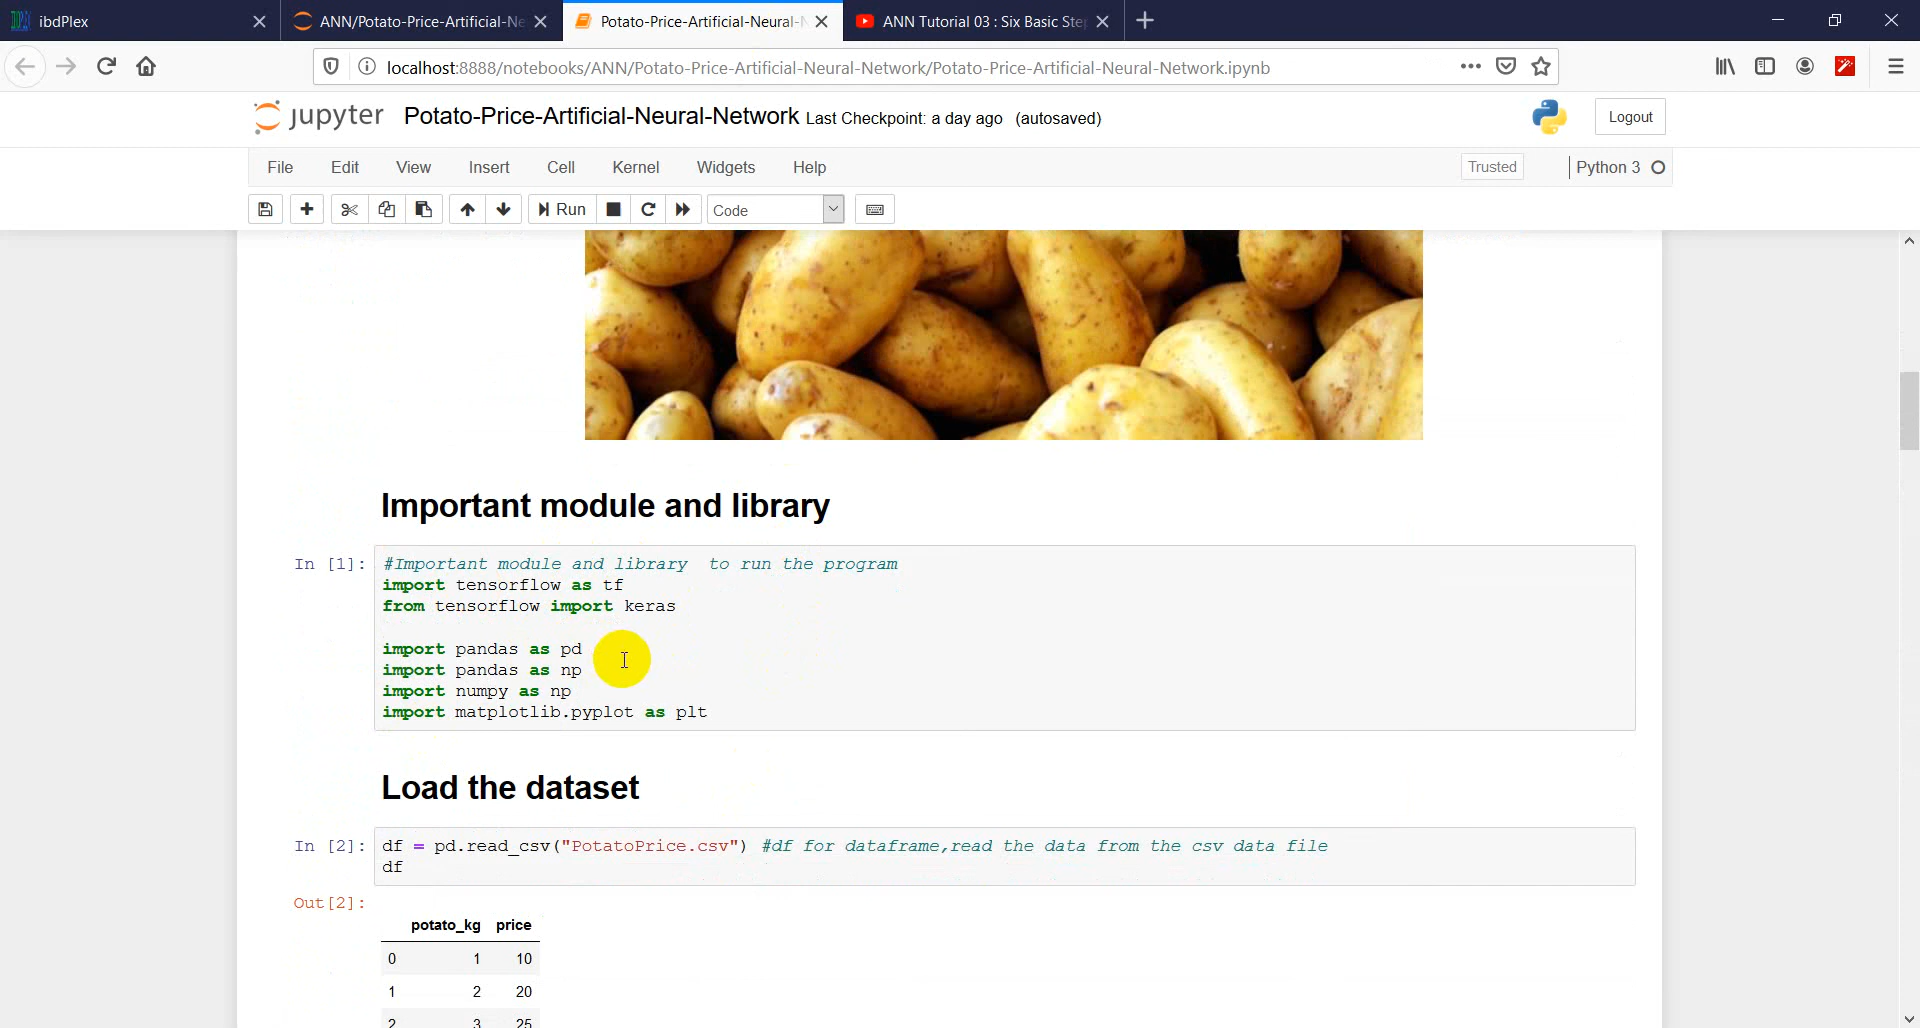 ibdPlex
ANN/Potato-Price-Artificial-Ne
Potato-Price-Artificial-Neural-N
ANN Tutorial 03 : Six Basic Ste
localhost:8888/notebooks/ANN/Potato-Price-Artificial-Neural-Network/Potato-Price-Artificial-Neural-Network.ipynb
jupyter Potato-Price-Artificial-Neural-Network Last Checkpoint: a day ago (autosaved)
Logout
File Edit View Insert Cell Kernel Widgets Help
Trusted
Python 3
Run
Code
Important module and library
In [1]: #Important module and library to run the program
import tensorflow as tf
from tensorflow import keras
import pandas as pd
import pandas as np
import numpy as np
import matplotlib.pyplot as plt
Load the dataset
In [2]: df = pd.read_csv("PotatoPrice.csv") #df for dataframe,read the data from the csv data file
df
Out[2]:
potato_kg price
0 1 10
1 2 20
2 3 25